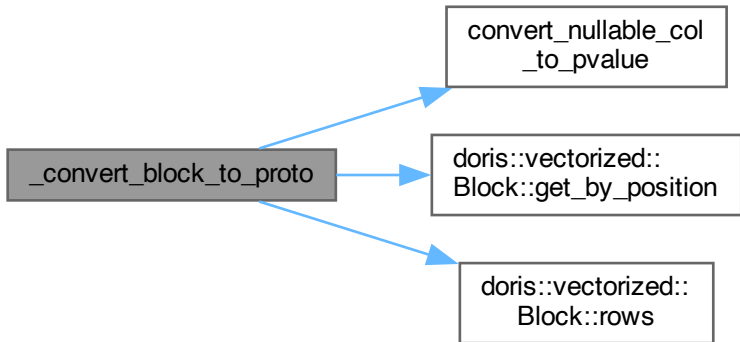 convert_nullable_col
_to_pvalue
_convert_block_to_proto
doris::vectorized::
Block::get_by_position
doris::vectorized::
Block::rows